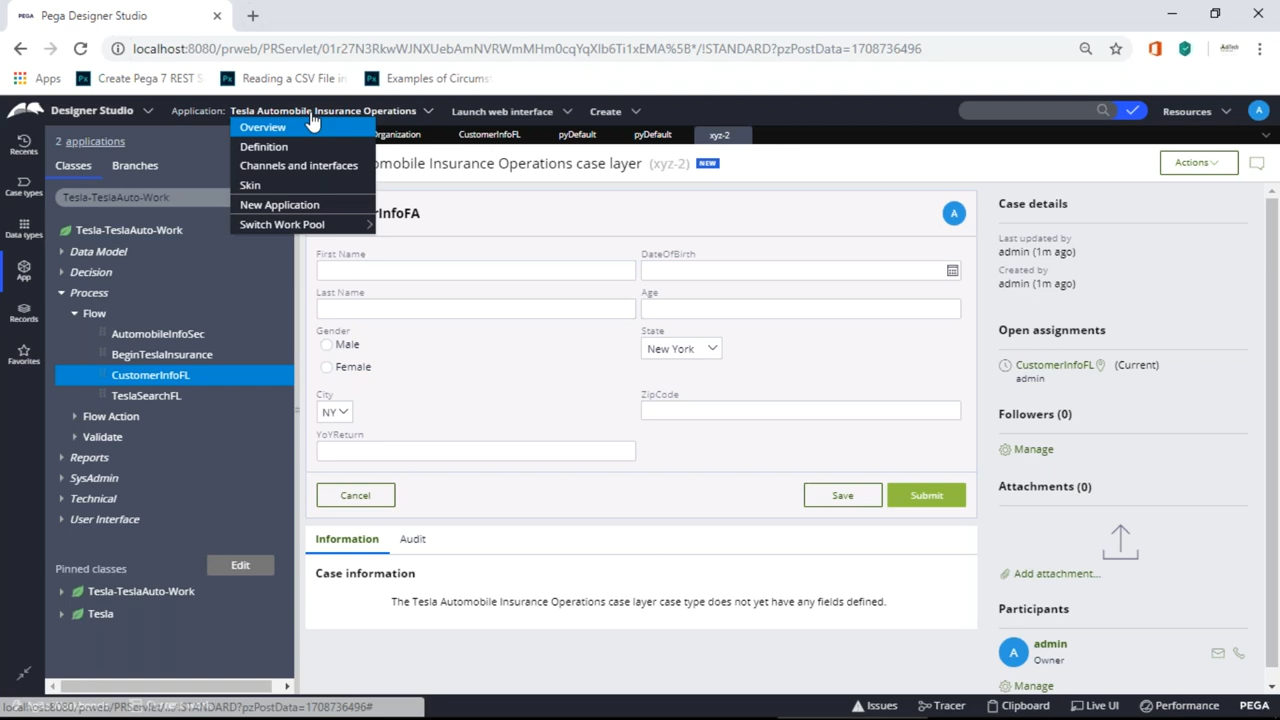 PEGA Pega Designer Studio
localhost:8080/prweb/PRServlet/01r27N3RkwWJNXUebAmNVRWmMHm0cqYqXIb6Ti1xEMA%5B*/!STANDARD?pzPostData=1708736496
Apps Create Pega 7 REST S Reading a CSV File in Examples of Circums
Designer Studio Application: Tesla Automobile Insurance Operations Launch web interface Create Resources A
Recents
Case types
Data types
App
Records
Favorites
2 applications
Classes Branches
Tesla-TeslaAuto-Work
Tesla-TeslaAuto-Work
Data Model
Decision
Process
Flow
AutomobileInfoSec
BeginTeslaInsurance
CustomerInfoFL
TeslaSearchFL
Flow Action
Validate
Reports
SysAdmin
Technical
User Interface
Pinned classes Edit
Tesla-TeslaAuto-Work
Tesla
Overview
Definition
Channels and interfaces
Skin
New Application
Switch Work Pool
rganization CustomerInfoFL pyDefault pyDefault xyz-2
mobile Insurance Operations case layer (xyz-2) NEW Actions
erInfoFA A
First Name DateOfBirth
Last Name Age
Gender State
Male New York
Female
City ZipCode
NY
YoYReturn
Cancel Save Submit
Information Audit
Case information
The Tesla Automobile Insurance Operations case layer case type does not yet have any fields defined.
Case details
Last updated by
admin (1m ago)
Created by
admin (1m ago)
Open assignments
CustomerInfoFL (Current)
admin
Followers (0)
Manage
Attachments (0)
Add attachment...
Participants
A admin
Owner
Manage
localhost:8080/prweb/PRServlet/ STANDARD?pzPostData=1708736496#
Issues Tracer Clipboard Live UI Performance PEGA